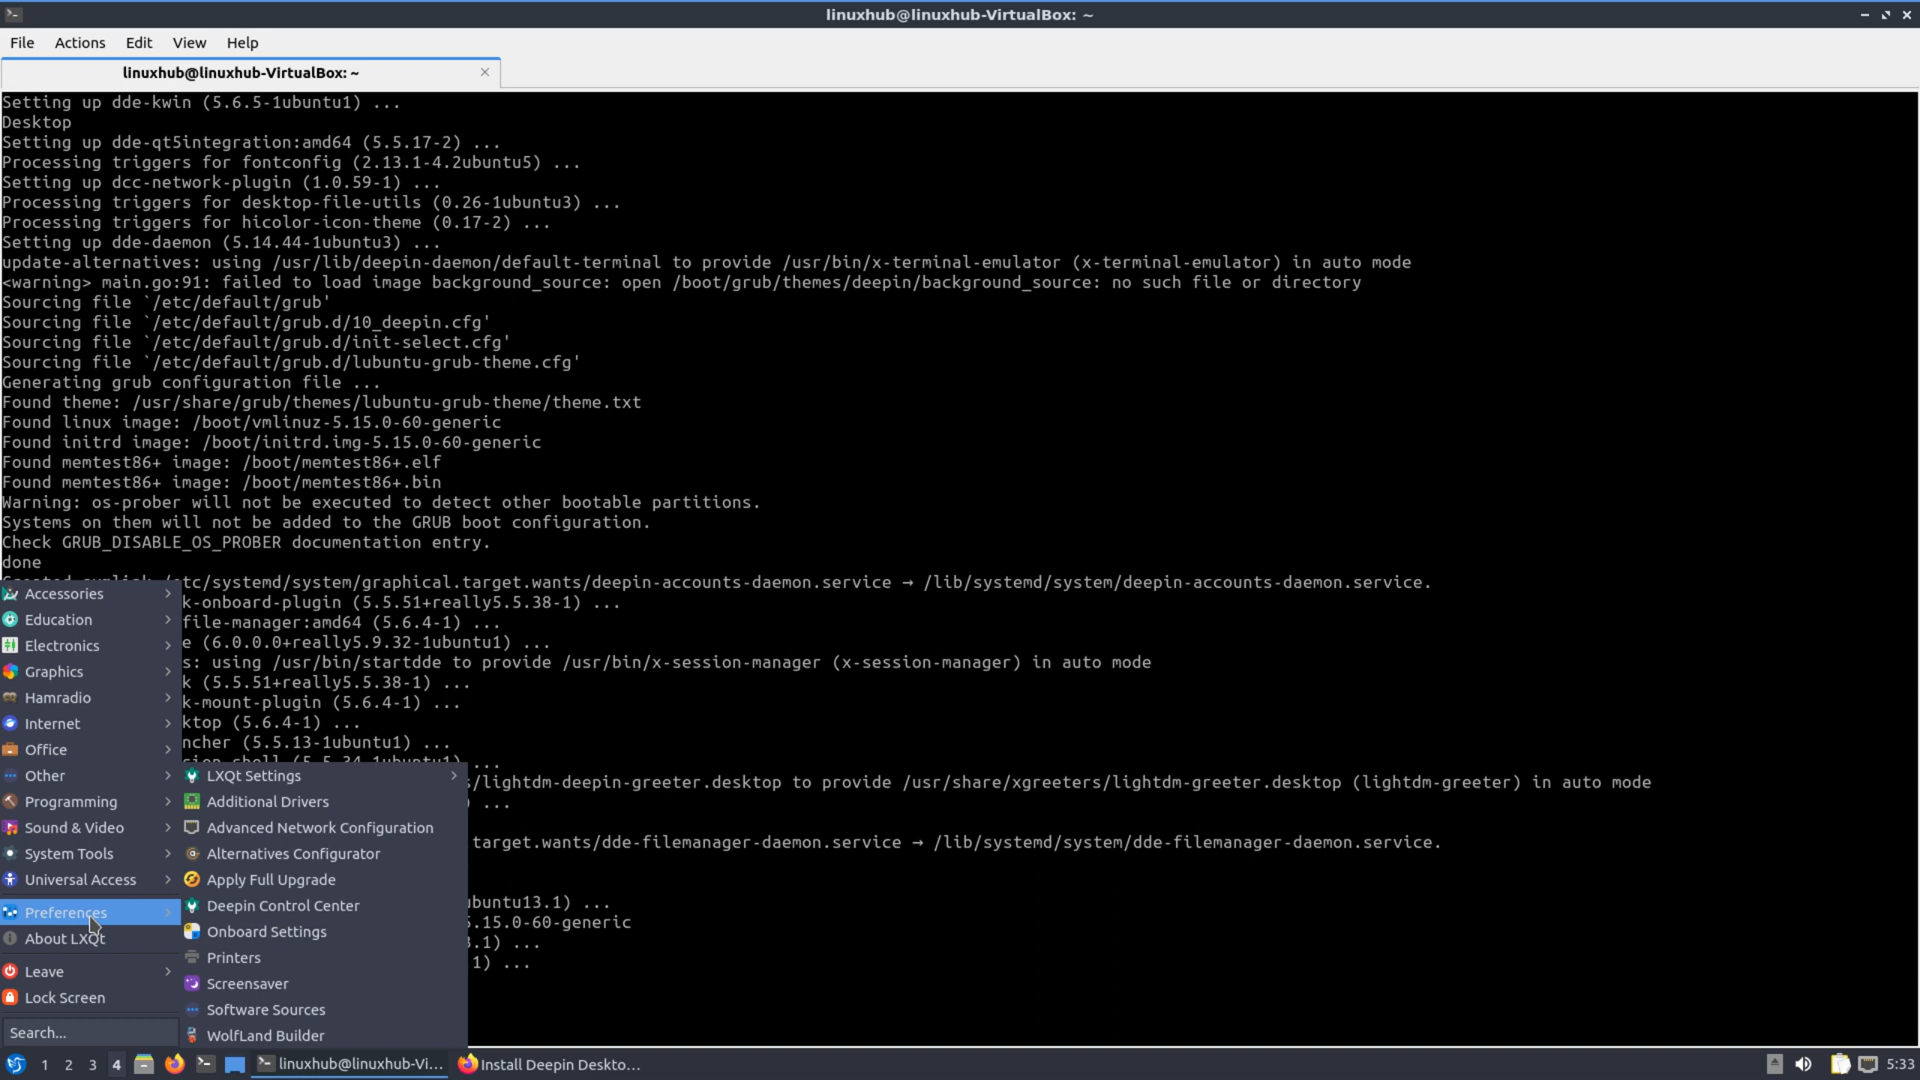 linuxhub@linuxhub-VirtualBox: ~
File Actions Edit View Help
linuxhub@linuxhub-VirtualBox: ~
Setting up dde-kwin (5.6.5-1ubuntu1) ...
Desktop
Setting up dde-qt5integration:amd64 (5.5.17-2) ...
Processing triggers for fontconfig (2.13.1-4.2ubuntu5) ...
Setting up dcc-network-plugin (1.0.59-1) ...
Processing triggers for desktop-file-utils (0.26-1ubuntu3) ...
Processing triggers for hicolor-icon-theme (0.17-2) ...
Setting up dde-daemon (5.14.44-1ubuntu3) ...
update-alternatives: using /usr/lib/deepin-daemon/default-terminal to provide /usr/bin/x-terminal-emulator (x-terminal-emulator) in auto mode
<warning> main.go:91: failed to load image background_source: open /boot/grub/themes/deepin/background_source: no such file or directory
Sourcing file `/etc/default/grub'
Sourcing file `/etc/default/grub.d/10_deepin.cfg'
Sourcing file `/etc/default/grub.d/init-select.cfg'
Sourcing file `/etc/default/grub.d/lubuntu-grub-theme.cfg'
Generating grub configuration file ...
Found theme: /usr/share/grub/themes/lubuntu-grub-theme/theme.txt
Found linux image: /boot/vmlinuz-5.15.0-60-generic
Found initrd image: /boot/initrd.img-5.15.0-60-generic
Found memtest86+ image: /boot/memtest86+.elf
Found memtest86+ image: /boot/memtest86+.bin
Warning: os-prober will not be executed to detect other bootable partitions.
Systems on them will not be added to the GRUB boot configuration.
Check GRUB_DISABLE_OS_PROBER documentation entry.
done
/etc/systemd/system/graphical.target.wants/deepin-accounts-daemon.service → /lib/systemd/system/deepin-accounts-daemon.service.
k-onboard-plugin (5.5.51+really5.5.38-1) ...
file-manager:amd64 (5.6.4-1) ...
e (6.0.0.0+really5.9.32-1ubuntu1) ...
s: using /usr/bin/startdde to provide /usr/bin/x-session-manager (x-session-manager) in auto mode
k (5.5.51+really5.5.38-1) ...
k-mount-plugin (5.6.4-1) ...
ktop (5.6.4-1) ...
ncher (5.5.13-1ubuntu1) ...
...
/lightdm-deepin-greeter.desktop to provide /usr/share/xgreeters/lightdm-greeter.desktop (lightdm-greeter) in auto mode
) ...
target.wants/dde-filemanager-daemon.service → /lib/systemd/system/dde-filemanager-daemon.service.
ubuntu13.1) ...
5.15.0-60-generic
3.1) ...
1) ...
Accessories
Education
Electronics
Graphics
Hamradio
Internet
Office
Other
Programming
Sound & Video
System Tools
Universal Access
Preferences
About LXQt
Leave
Lock Screen
Search...
LXQt Settings
Additional Drivers
Advanced Network Configuration
Alternatives Configurator
Apply Full Upgrade
Deepin Control Center
Onboard Settings
Printers
Screensaver
Software Sources
WolfLand Builder
1 2 3 4 linuxhub@linuxhub-Vi... Install Deepin Deskto... 5:33